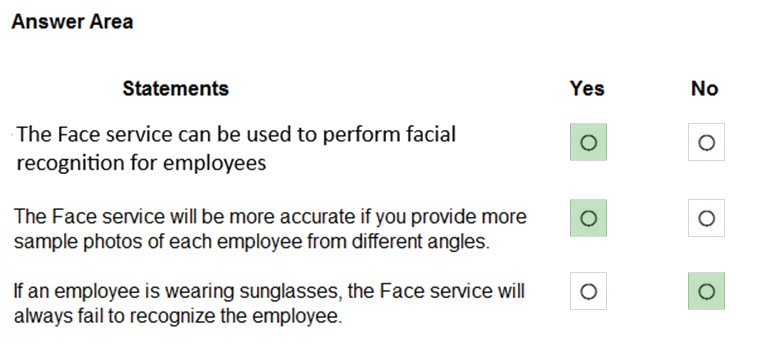 Answer Area
Statements Yes No
The Face service can be used to perform facial
recognition for employees
The Face service will be more accurate if you provide more
sample photos of each employee from different angles.
If an employee is wearing sunglasses, the Face service will
always fail to recognize the employee.